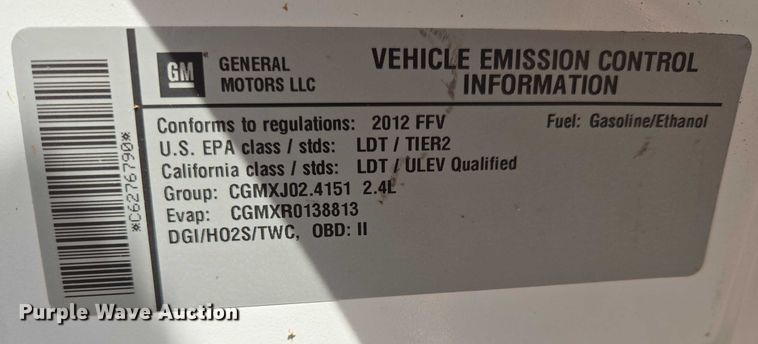 GM
GENERAL
MOTORS LLC
VEHICLE EMISSION CONTROL
INFORMATION
Conforms to regulations: 2012 FFV Fuel: Gasoline/Ethanol
U.S. EPA class / stds: LDT / TIER2
California class / stds: LDT / ULEV Qualified
Group: CGMXJ02.4151 2.4L
Evap: CGMXR0138813
DGI/HO2S/TWC, OBD: II
*C6276790*
Purple Wave Auction